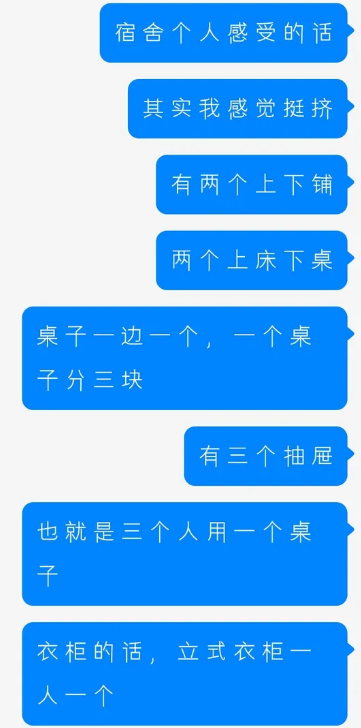 宿舍个人感受的话
其实我感觉挺挤
有两个上下铺
两个上床下桌
桌子一边一个，一个桌
子分三块
有三个抽屉
也就是三个人用一个桌
子
衣柜的话，立式衣柜一
人一个